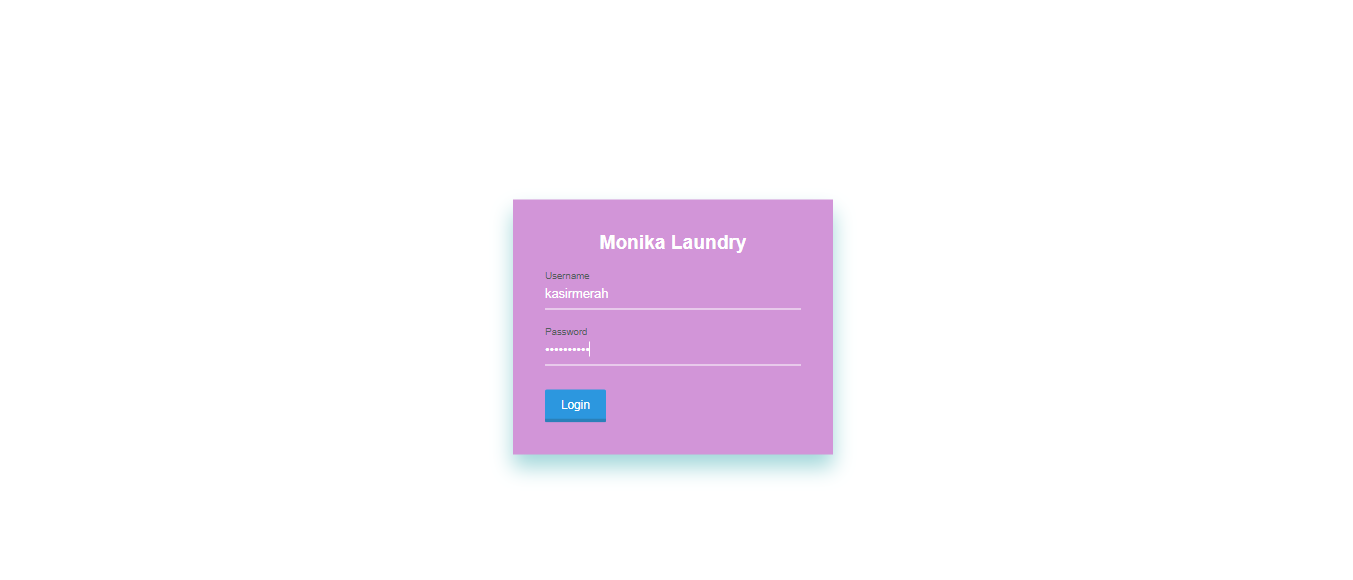 Monika Laundry
Username
kasirmerah
Password
••••••••••
Login